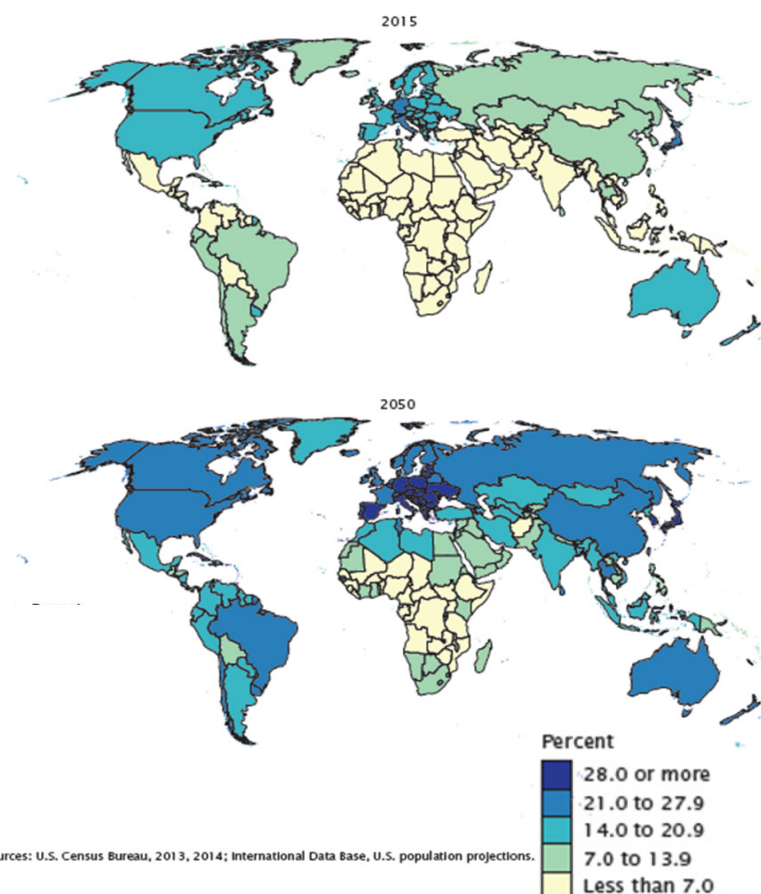 2015
2050
Percent
28.0 or more
21.0 to 27.9
14.0 to 20.9
7.0 to 13.9
Less than 7.0
urces: U.S. Census Bureau, 2013, 2014; International Data Base, U.S. population projections.